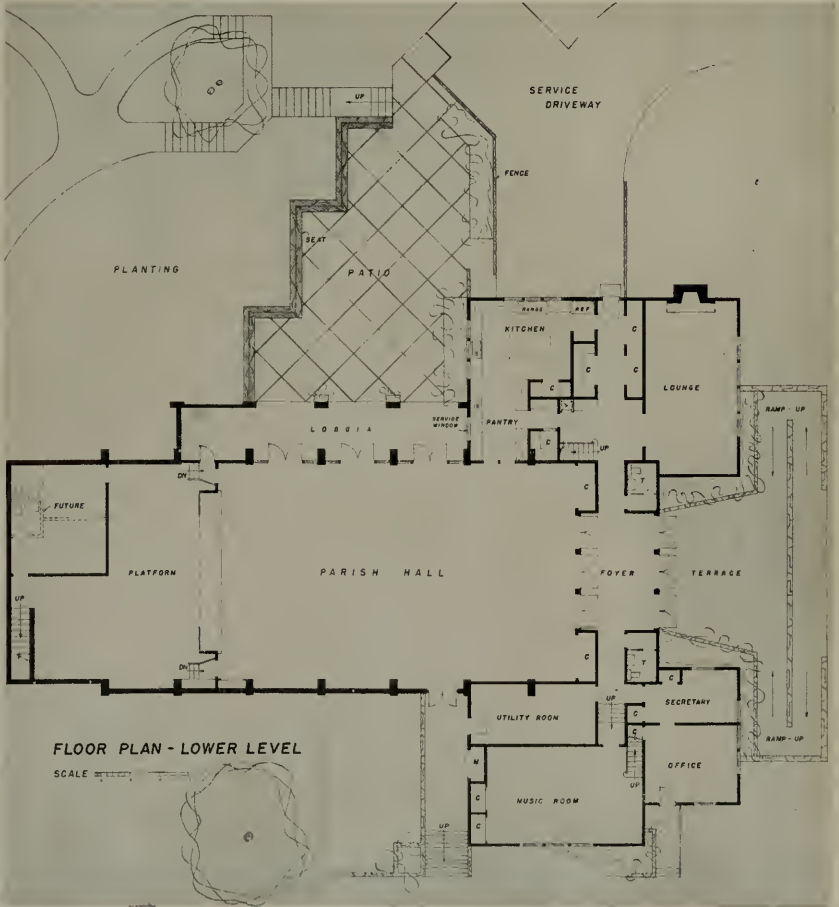 UP
SERVICE
DRIVEWAY
FENCE
SEAT
PLANTING
PATIO
RANGE
REF
KITCHEN
C
C
C
C
LOUNGE
RAMP-UP
LOGGIA
SERVICE
WINDOW
PANTRY
C
UP
DN
C
T
FUTURE
PLATFORM
PARISH HALL
FOYER
TERRACE
UP
DN
C
T
C
UP
SECRETARY
UTILITY ROOM
C
C
RAMP-UP
FLOOR PLAN - LOWER LEVEL
SCALE
M
OFFICE
UP
C
MUSIC ROOM
C
UP